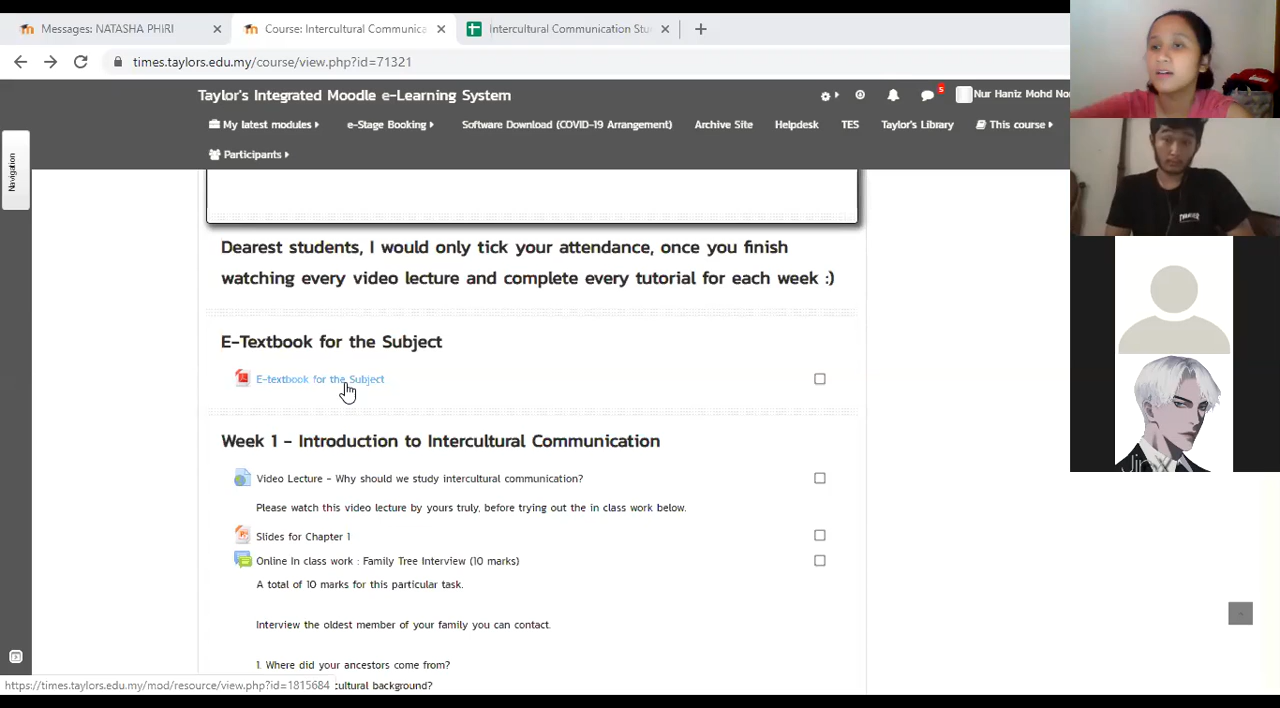 Messages: NATASHA PHIRI
Course: Intercultural Communica
Intercultural Communication Stu
times.taylors.edu.my/course/view.php?id=71321
Taylor's Integrated Moodle e-Learning System
5
Nur Haniz Mohd Nor
My latest modules
e-Stage Booking
Software Download (COVID-19 Arrangement)
Archive Site
Helpdesk
TES
Taylor's Library
This course
Participants
Navigation
Dearest students, I would only tick your attendance, once you finish
watching every video lecture and complete every tutorial for each week :)
E-Textbook for the Subject
E-textbook for the Subject
Week 1 - Introduction to Intercultural Communication
Video Lecture - Why should we study intercultural communication?
Please watch this video lecture by yours truly, before trying out the in class work below.
Slides for Chapter 1
Online In class work : Family Tree Interview (10 marks)
A total of 10 marks for this particular task.
Interview the oldest member of your family you can contact.
1. Where did your ancestors come from?
https://times.taylors.edu.my/mod/resource/view.php?id=1815684
cultural background?